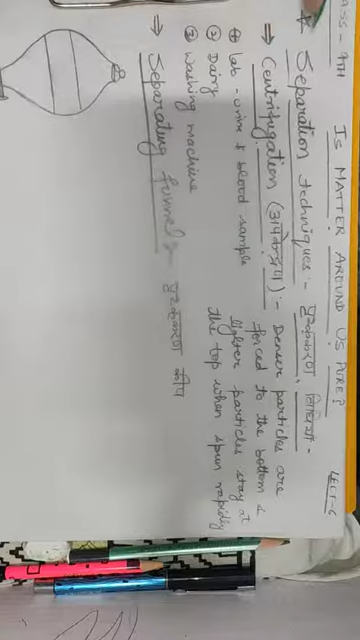 CLASS - 9TH IS MATTER AROUND US PURE? LECT-6
* Separation techniques:- पृथक्करण विधियाँ:-
⇒ Centrifugation (अपकेन्द्रण):- Denser particles are
forced to the bottom &
lighter particles stay at
the top when spun rapidly
① Lab - urine & blood sample
② Dairy
③ Washing machine
⇒ Separating funnel:- पृथक्करण कीप